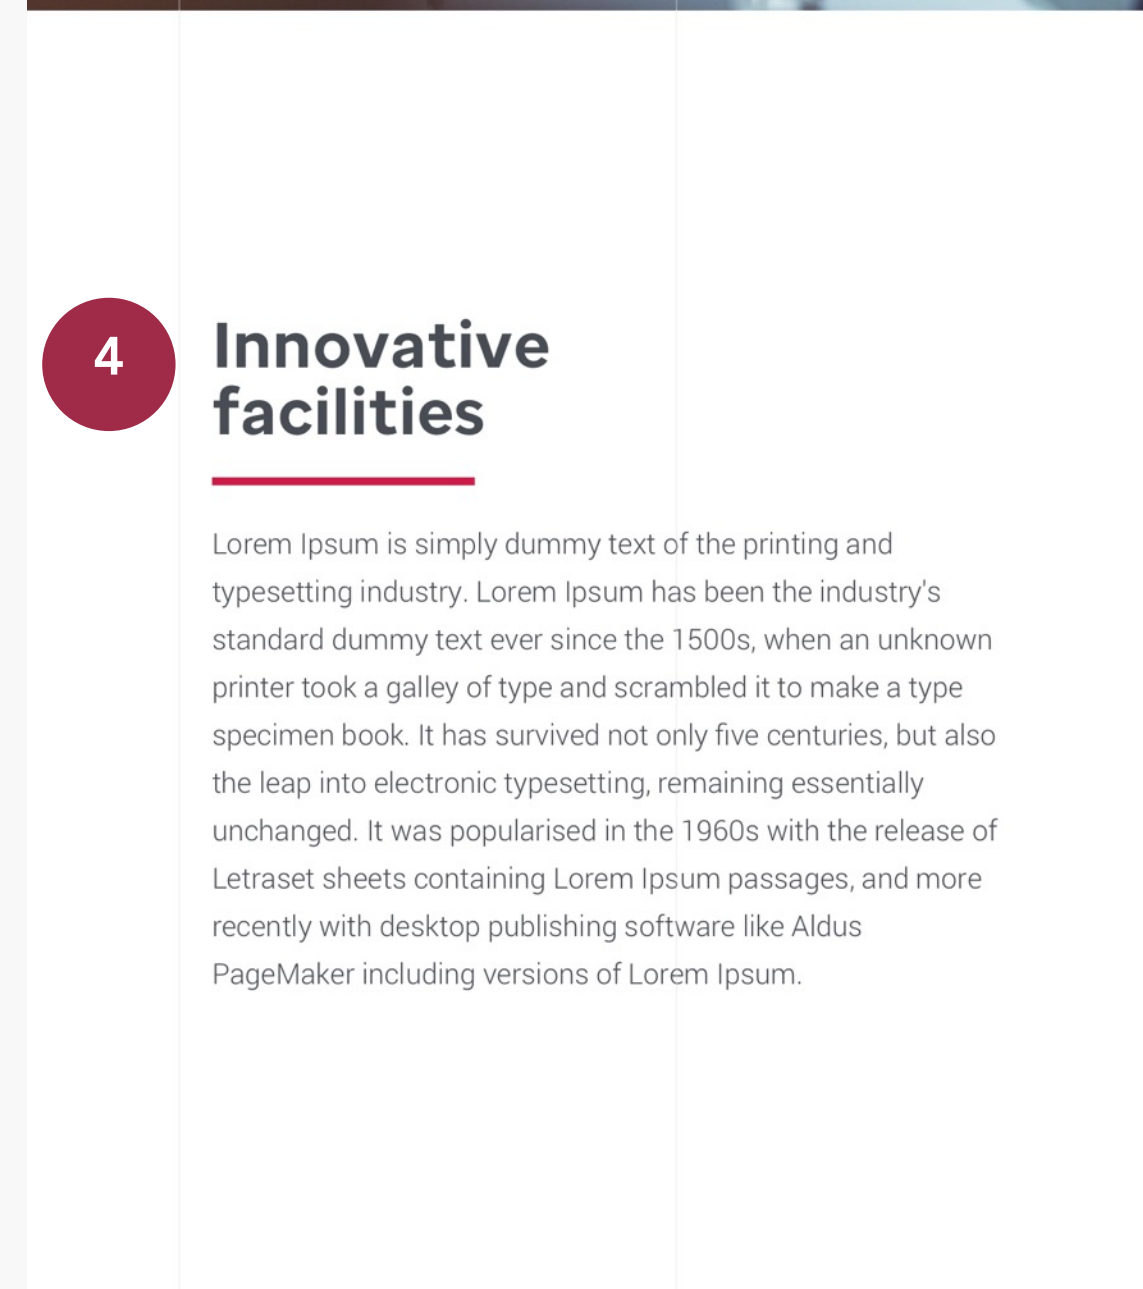 4
Innovative
facilities
Lorem Ipsum is simply dummy text of the printing and
typesetting industry. Lorem Ipsum has been the industry's
standard dummy text ever since the 1500s, when an unknown
printer took a galley of type and scrambled it to make a type
specimen book. It has survived not only five centuries, but also
the leap into electronic typesetting, remaining essentially
unchanged. It was popularised in the 1960s with the release of
Letraset sheets containing Lorem Ipsum passages, and more
recently with desktop publishing software like Aldus
PageMaker including versions of Lorem Ipsum.